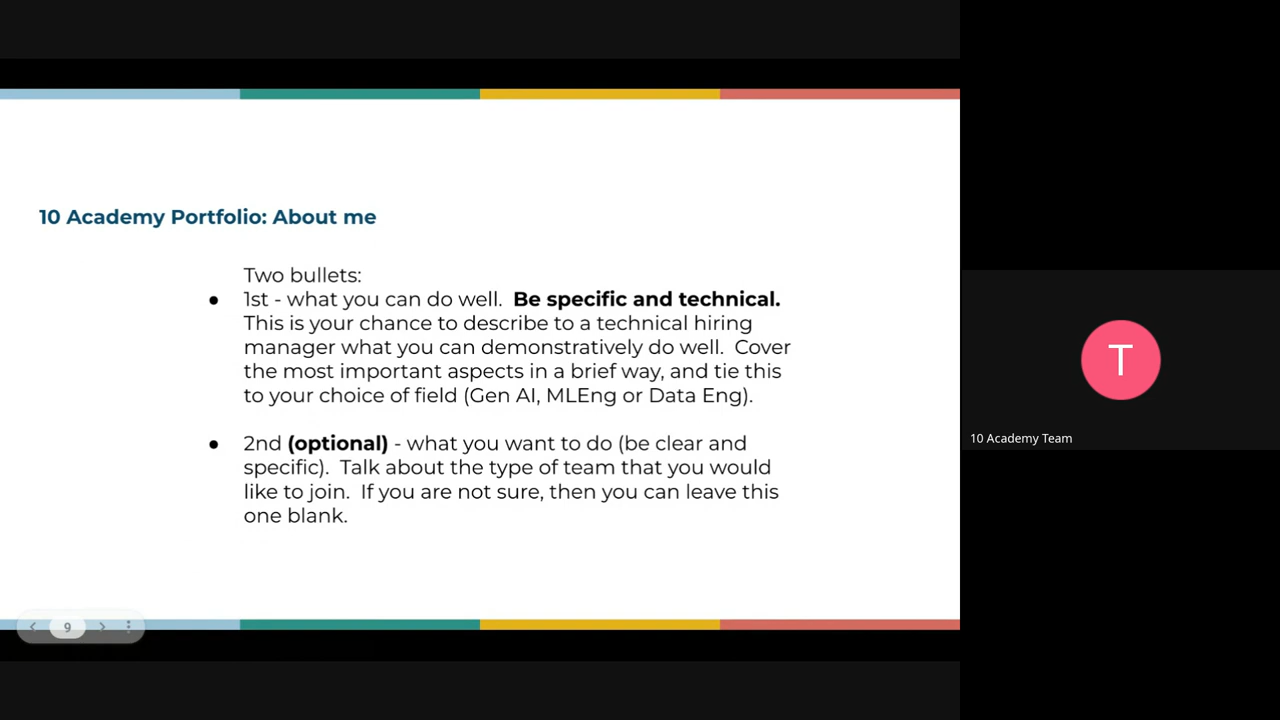 10 Academy Portfolio: About me
Two bullets:
● 1st - what you can do well. Be specific and technical.
This is your chance to describe to a technical hiring
manager what you can demonstratively do well. Cover
the most important aspects in a brief way, and tie this
to your choice of field (Gen AI, MLEng or Data Eng).
● 2nd (optional) - what you want to do (be clear and
specific). Talk about the type of team that you would
like to join. If you are not sure, then you can leave this
one blank.
9
T
10 Academy Team